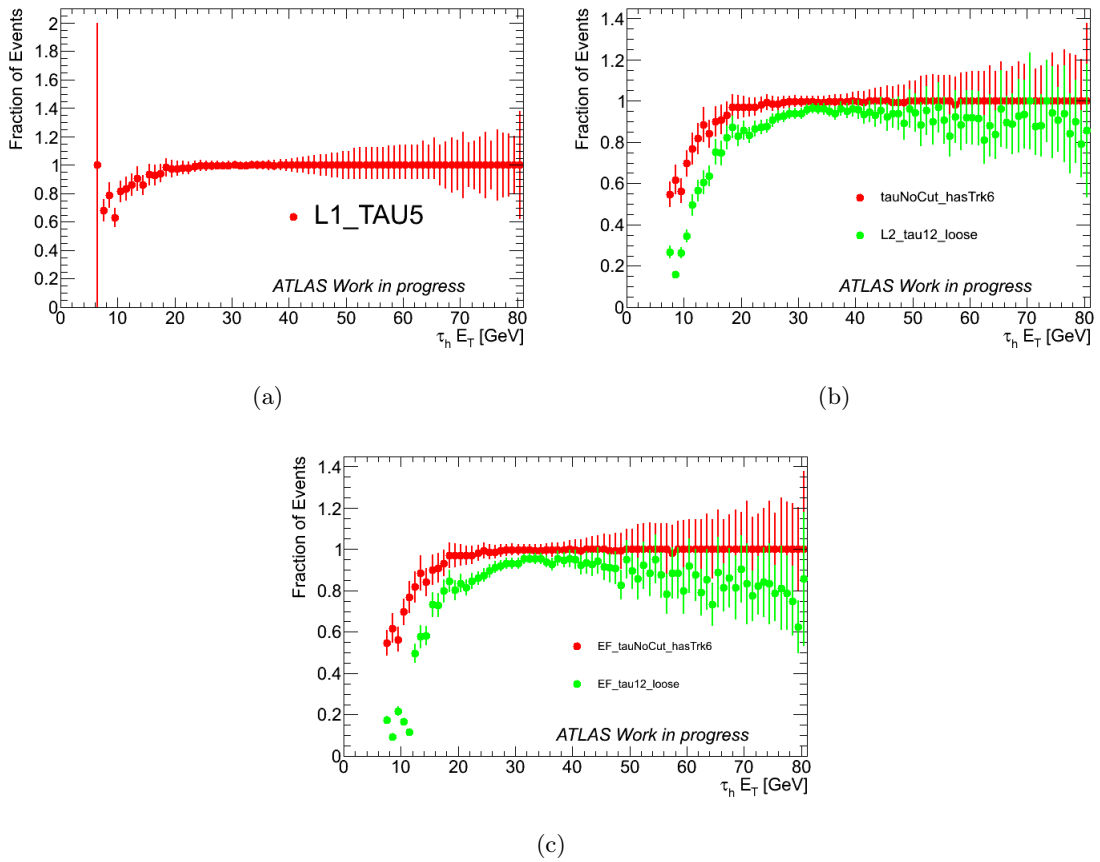 Fraction of Events
2
1.8
1.6
1.4
1.2
1
0.8
0.6
0.4
0.2
0
L1_TAU5
ATLAS Work in progress
0 10 20 30 40 50 60 70 80
τh ET [GeV]
(a)
Fraction of Events
1.4
1.2
1
0.8
0.6
0.4
0.2
0
tauNoCut_hasTrk6
L2_tau12_loose
ATLAS Work in progress
0 10 20 30 40 50 60 70 80
τh ET [GeV]
(b)
Fraction of Events
1.4
1.2
1
0.8
0.6
0.4
0.2
0
EF_tauNoCut_hasTrk6
EF_tau12_loose
ATLAS Work in progress
0 10 20 30 40 50 60 70 80
τh ET [GeV]
(c)